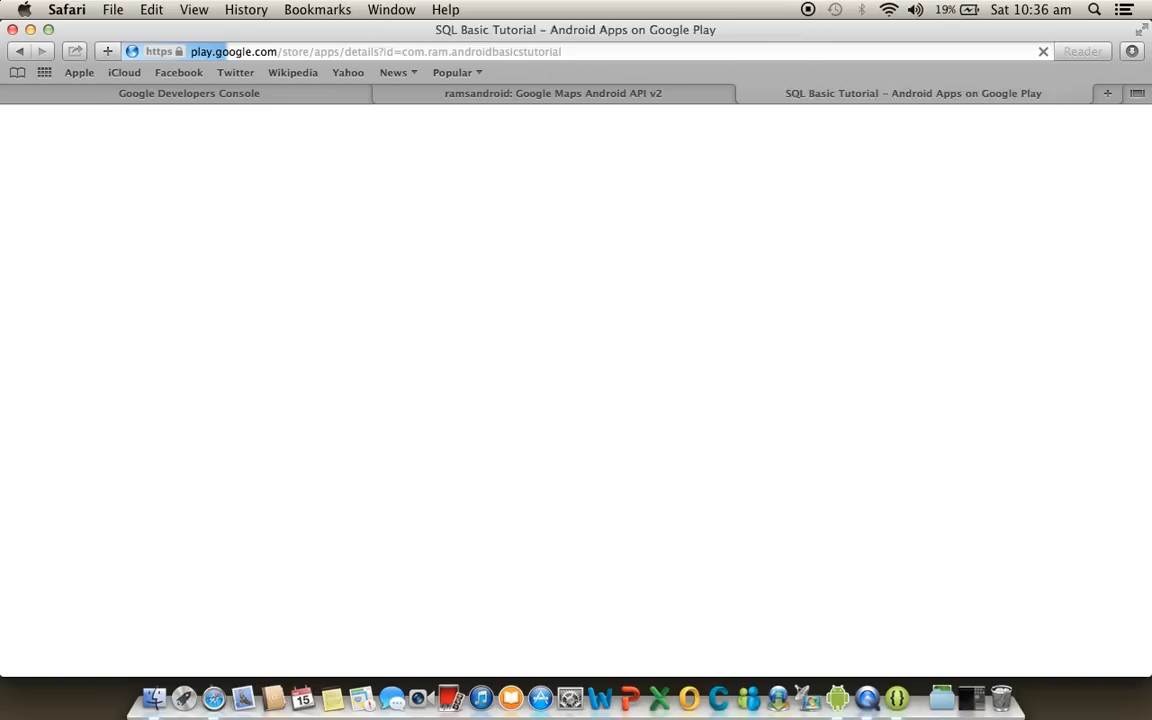 Safari File Edit View History Bookmarks Window Help 19% Sat 10:36 am
SQL Basic Tutorial – Android Apps on Google Play
https play.google.com/store/apps/details?id=com.ram.androidbasicstutorial Reader
Apple iCloud Facebook Twitter Wikipedia Yahoo News Popular
Google Developers Console ramsandroid: Google Maps Android API v2 SQL Basic Tutorial – Android Apps on Google Play
15